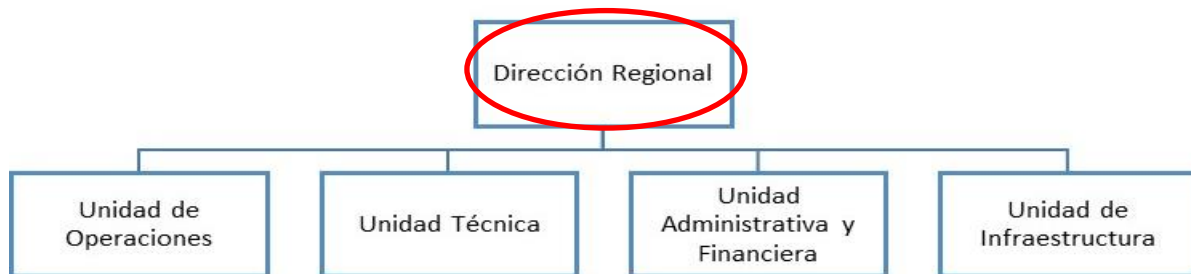 Dirección Regional
Unidad de
Operaciones
Unidad Técnica
Unidad
Administrativa y
Financiera
Unidad de
Infraestructura